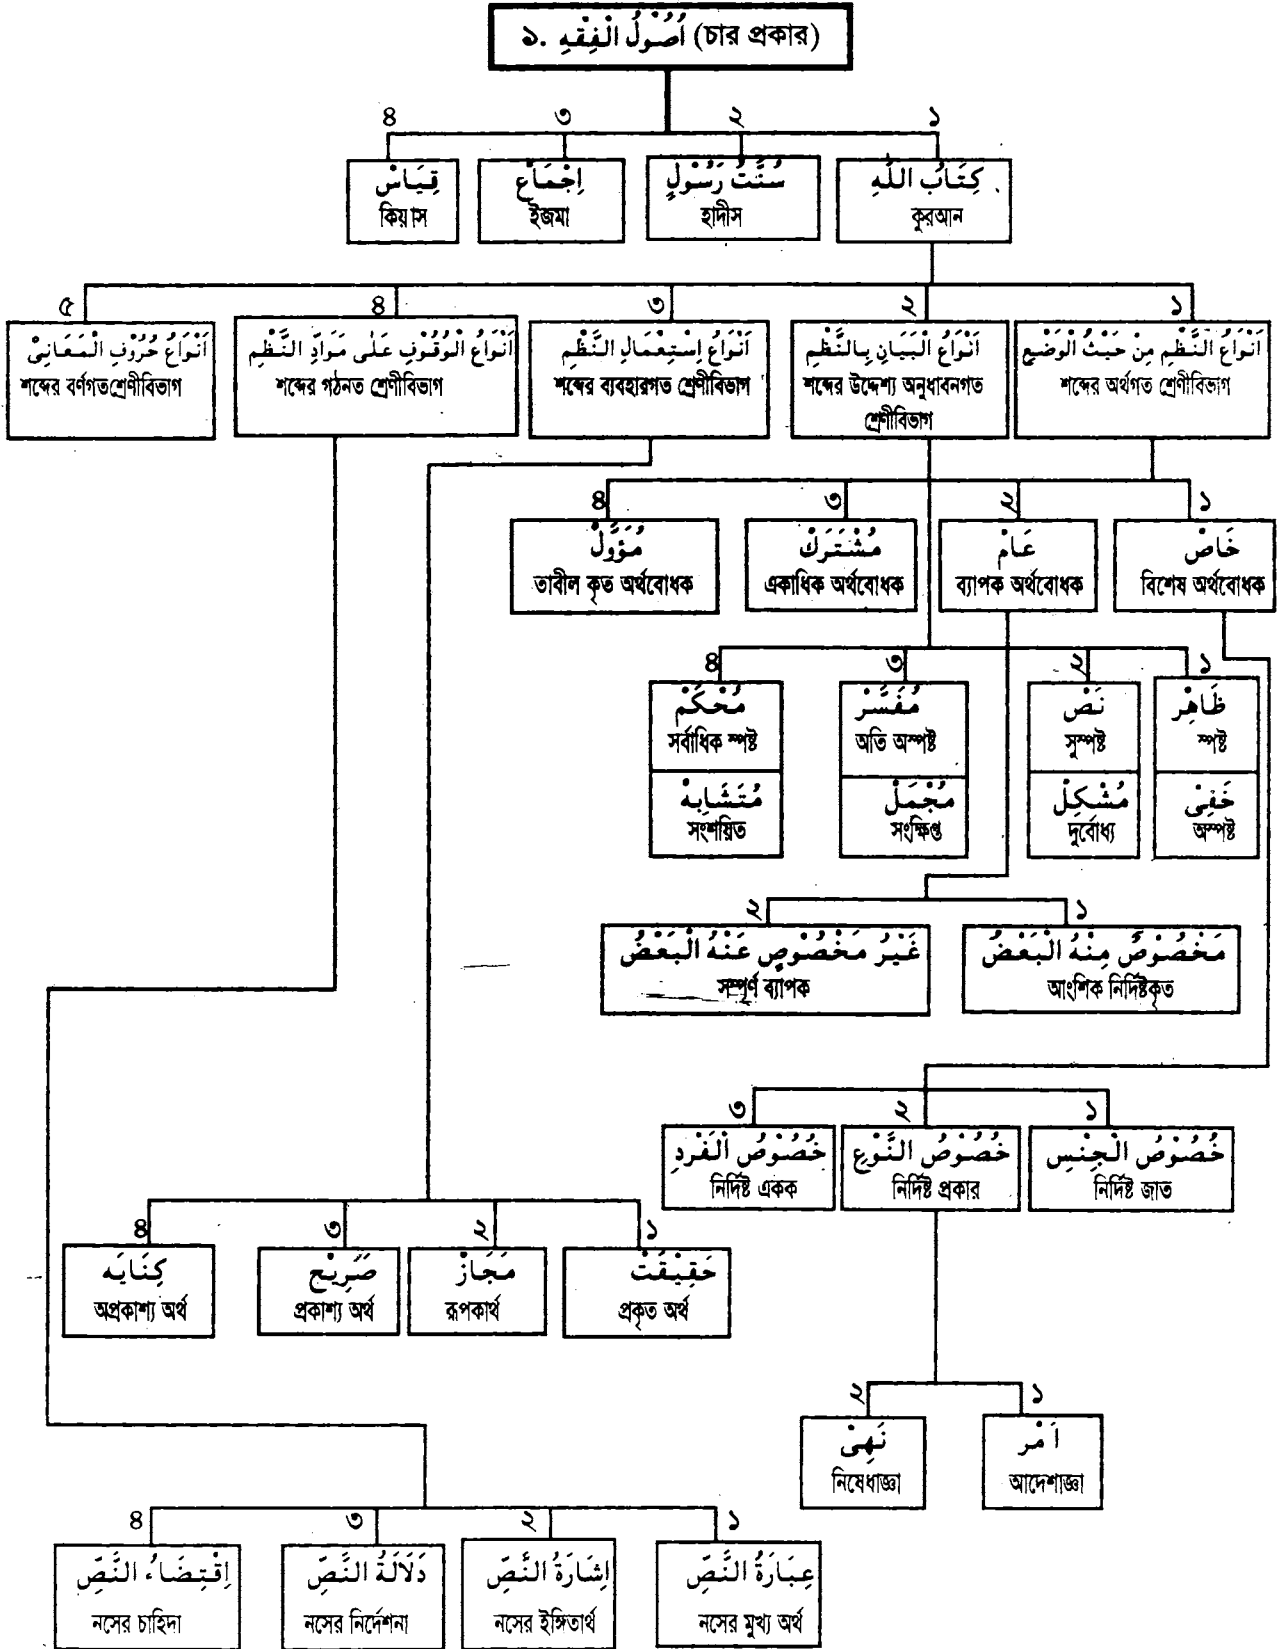 ১. اُصُوْلُ الْفِقْهِ (চার প্রকার)
১
كِتَابُ اللّٰهِ
কুরআন
২
سُنَّتُ رَسُوْلٍ
হাদীস
৩
اِجْمَاعْ
ইজমা
৪
قِيَاسْ
কিয়াস
১
اَنْوَاعُ النَّظْمِ مِنْ حَيْثُ الْوَضْعِ
শব্দের অর্থগত শ্রেণীবিভাগ
২
اَنْوَاعُ الْبَيَانِ بِالنَّظْمِ
শব্দের উদ্দেশ্য অনুধাবনগত
শ্রেণীবিভাগ
৩
اَنْوَاعُ اِسْتِعْمَالِ النَّظْمِ
শব্দের ব্যবহারগত শ্রেণীবিভাগ
৪
اَنْوَاعُ الْوُقُوْفِ عَلٰى مَوَادِّ النَّظْمِ
শব্দের গঠনত শ্রেণীবিভাগ
৫
اَنْوَاعُ حُرُوْفِ الْمَعَانِىْ
শব্দের বর্ণগত শ্রেণীবিভাগ
১
خَاصْ
বিশেষ অর্থবোধক
২
عَامْ
ব্যাপক অর্থবোধক
৩
مُشْتَرَكْ
একাধিক অর্থবোধক
৪
مُؤَوَّلْ
তাবীল কৃত অর্থবোধক
১
ظَاهِرْ
স্পষ্ট
خَفِىْ
অস্পষ্ট
২
نَصْ
সুস্পষ্ট
مُشْكِلْ
দুর্বোধ্য
৩
مُفَسَّرْ
অতি অস্পষ্ট
مُجْمَلْ
সংক্ষিপ্ত
৪
مُحْكَمْ
সর্বাধিক স্পষ্ট
مُتَشَابِهْ
সংশয়িত
১
مَخْصُوْصٌ مِنْهُ الْبَعْضُ
আংশিক নির্দিষ্টকৃত
২
غَيْرُ مَخْصُوْصٍ عَنْهُ الْبَعْضُ
সম্পূর্ণ ব্যাপক
১
خُصُوْصُ الْجِنْسِ
নির্দিষ্ট জাত
২
خُصُوْصُ النَّوْعِ
নির্দিষ্ট প্রকার
৩
خُصُوْصُ الْفَرْدِ
নির্দিষ্ট একক
১
حَقِيْقَتْ
প্রকৃত অর্থ
২
مَجَازْ
রূপকার্থ
৩
صَرِيْح
প্রকাশ্য অর্থ
৪
كِنَايَه
অপ্রকাশ্য অর্থ
১
اَمْر
আদেশাজ্ঞা
২
نَهِىْ
নিষেধাজ্ঞা
১
عِبَارَةُ النَّصِّ
নসের মুখ্য অর্থ
২
اِشَارَةُ النَّصِّ
নসের ইঙ্গিতার্থ
৩
دَلَالَةُ النَّصِّ
নসের নির্দেশনা
৪
اِقْتِضَاءُ النَّصِّ
নসের চাহিদা